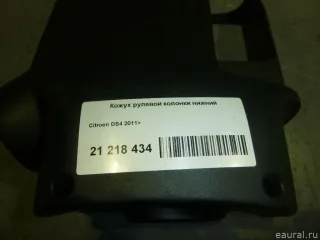 Кожух рулевой колонки нижний
Citroen DS4 2011>
21 218 434
eaural.ru